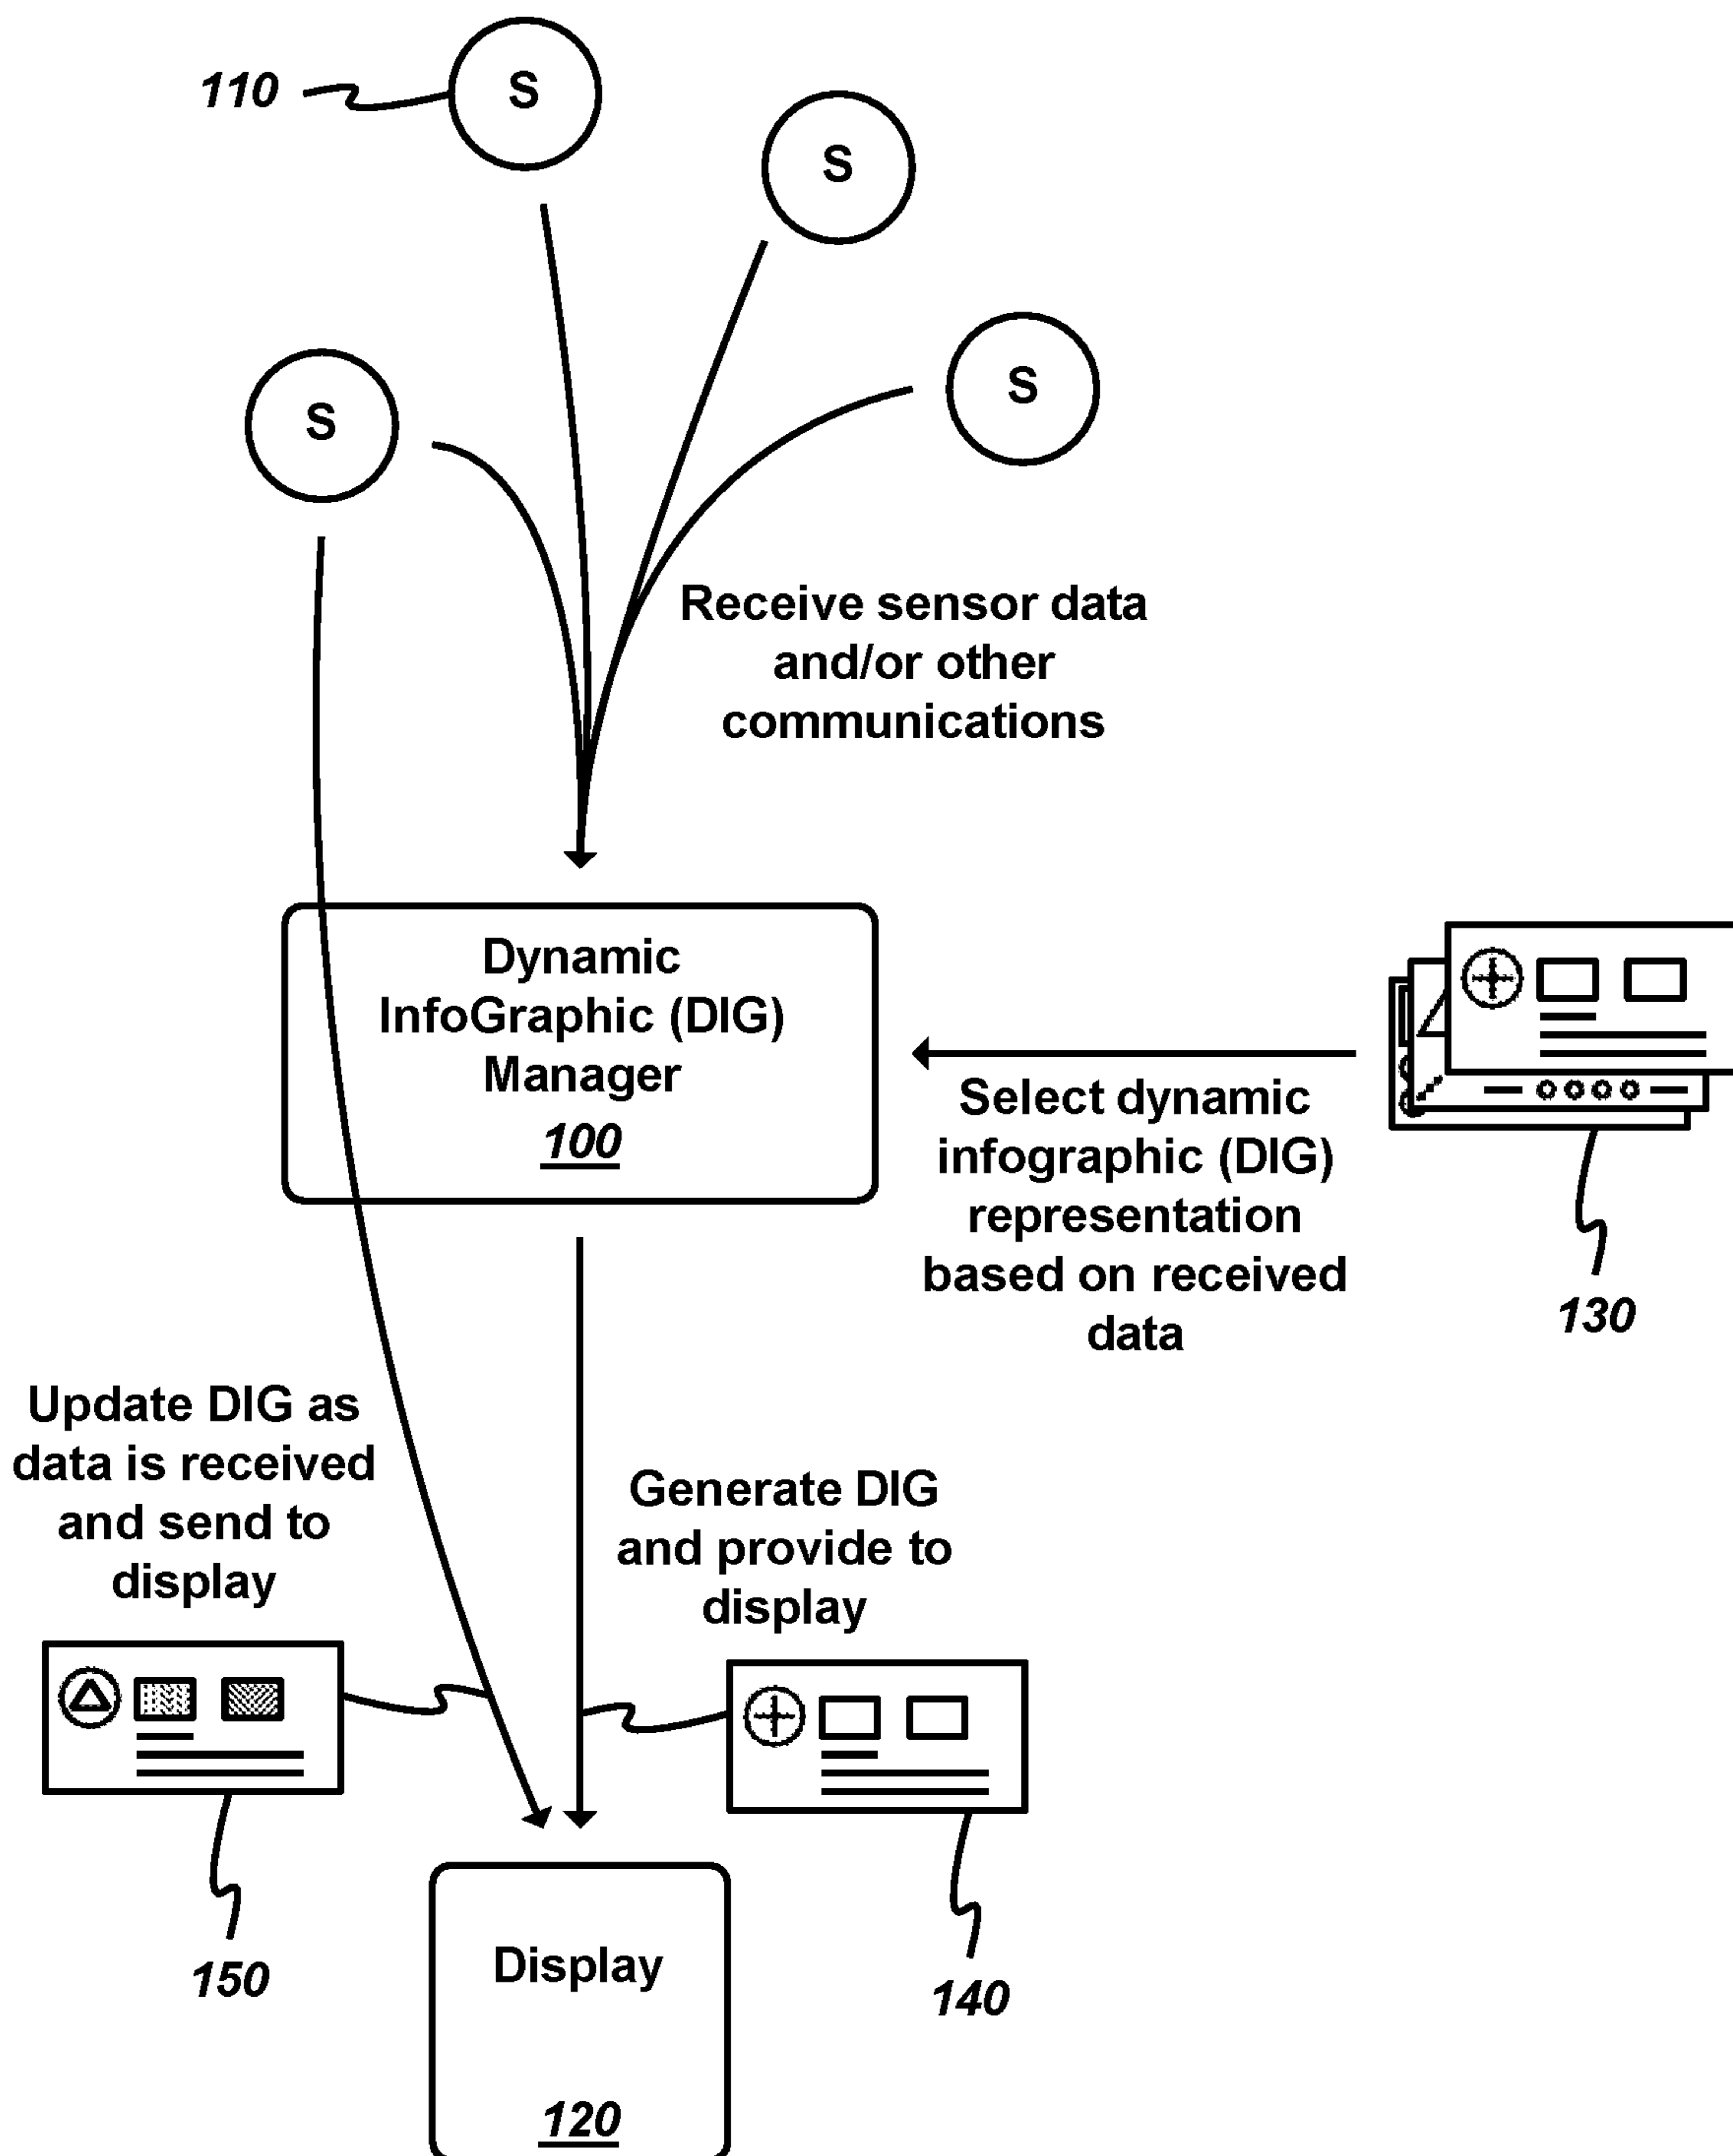 110
S
S
S
S
Receive sensor data
and/or other
communications
Dynamic
InfoGraphic (DIG)
Manager
100
Select dynamic
infographic (DIG)
representation
based on received
data
130
Update DIG as
data is received
and send to
display
Generate DIG
and provide to
display
150
140
Display
120